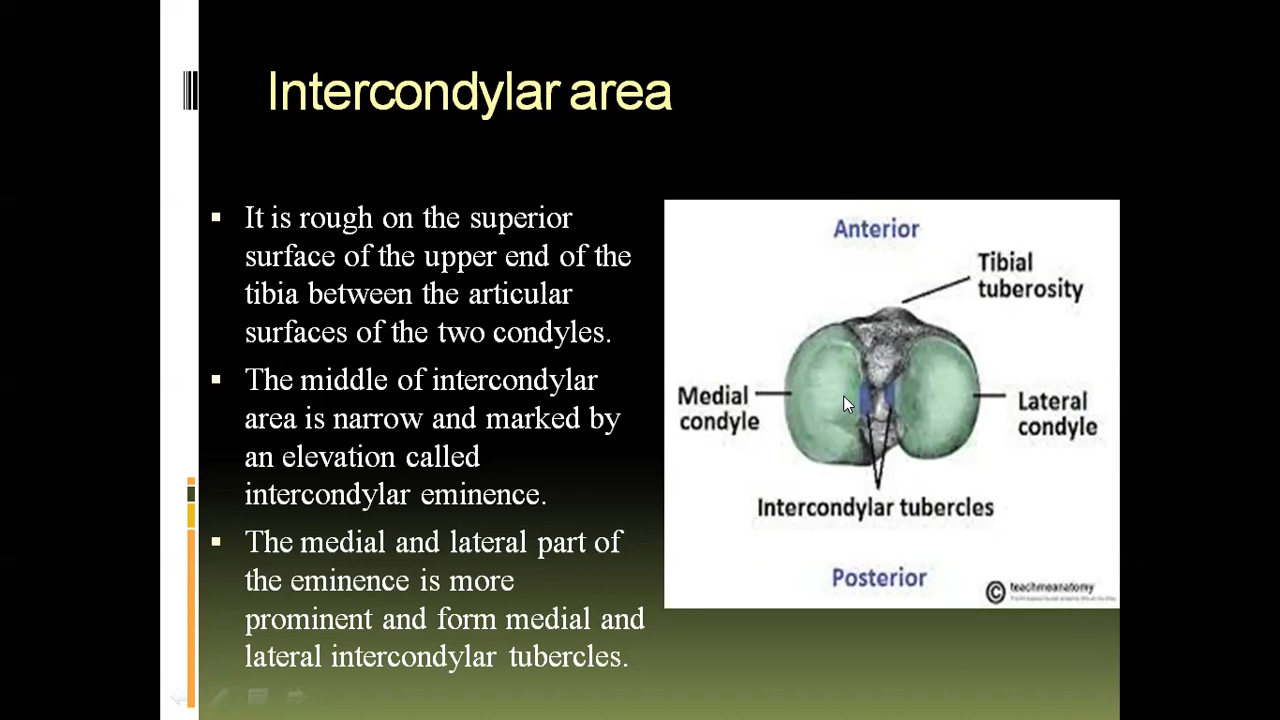 Intercondylar area
▪ It is rough on the superior
surface of the upper end of the
tibia between the articular
surfaces of the two condyles.
▪ The middle of intercondylar
area is narrow and marked by
an elevation called
intercondylar eminence.
▪ The medial and lateral part of
the eminence is more
prominent and form medial and
lateral intercondylar tubercles.
Anterior
Tibial
tuberosity
Medial
condyle
Lateral
condyle
Intercondylar tubercles
Posterior
© teachmeanatomy